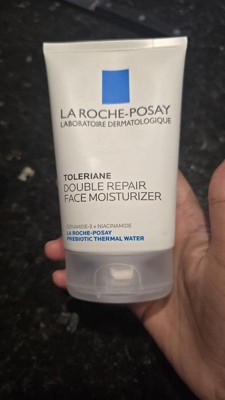 LA ROCHE-POSAY
LABORATOIRE DERMATOLOGIQUE
TOLERIANE
DOUBLE REPAIR
FACE MOISTURIZER
CERAMIDE-3 + NIACINAMIDE
LA ROCHE-POSAY
PREBIOTIC THERMAL WATER